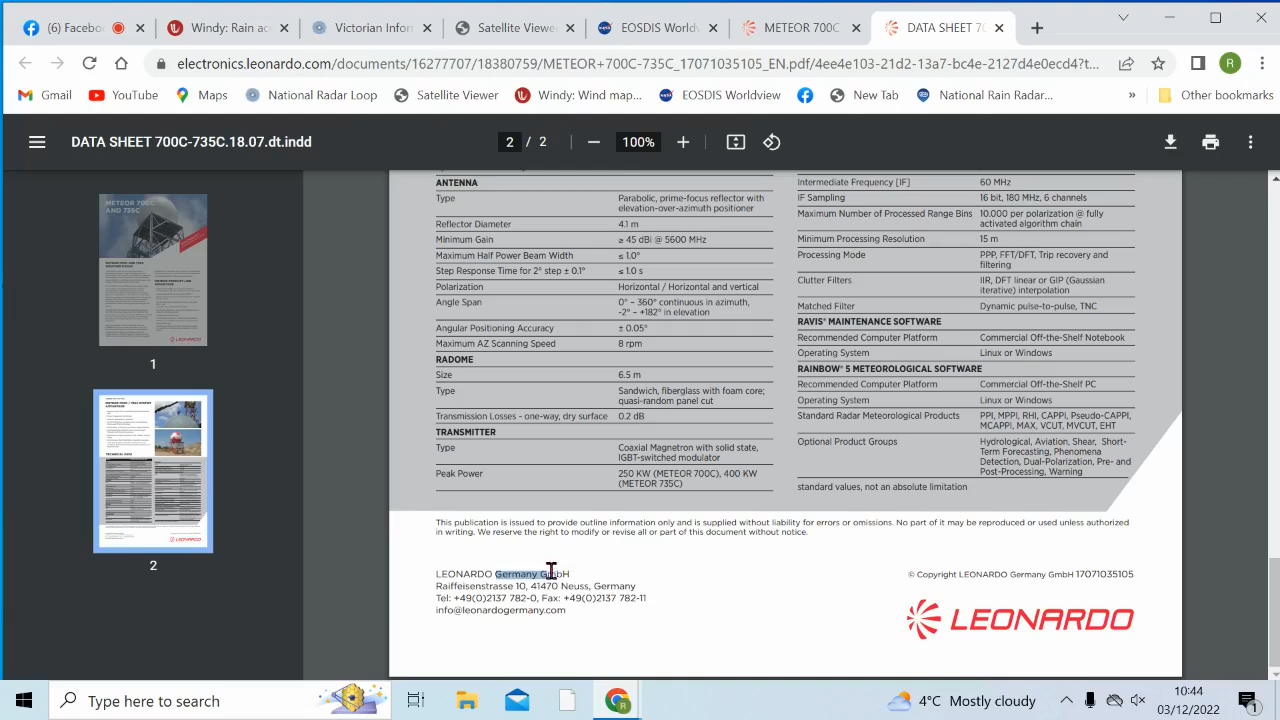 (6) Facebo
Windy: Rain ac
Victorian Infor
Satellite Viewe
EOSDIS Worldv
METEOR 700C
DATA SHEET 70
electronics.leonardo.com/documents/16277707/18380759/METEOR+700C-735C_17071035105_EN.pdf/4ee4e103-21d2-13a7-bc4e-2127d4e0ecd4?t...
R
Gmail
YouTube
Maps
National Radar Loop
Satellite Viewer
Windy: Wind map...
EOSDIS Worldview
New Tab
National Rain Radar...
»
Other bookmarks
DATA SHEET 700C-735C.18.07.dt.indd
2 / 2
100%
METEOR 700C
AND 735C
1
2
ANTENNA
Type Parabolic, prime-focus reflector with
elevation-over-azimuth positioner
Reflector Diameter 4.1 m
Minimum Gain ≥ 45 dBi @ 5600 MHz
Maximum Half Power Beam Width ≤ 1.0°
Step Response Time for 2° step ± 0.1° ≤ 1.0 s
Polarization Horizontal / Horizontal and vertical
Angle Span 0° – 360° continuous in azimuth,
-2° – +182° in elevation
Angular Positioning Accuracy ± 0.05°
Maximum AZ Scanning Speed 8 rpm
RADOME
Size 6.5 m
Type Sandwich, fiberglass with foam core;
quasi-random panel cut
Transmission Losses - one-way, dry surface 0.2 dB
TRANSMITTER
Type Coaxial Magnetron with solid state,
IGBT-switched modulator
Peak Power 250 KW (METEOR 700C), 400 KW
(METEOR 735C)
Intermediate Frequency [IF] 60 MHz
IF Sampling 16 bit, 180 MHz, 6 channels
Maximum Number of Processed Range Bins 10.000 per polarization @ fully
activated algorithm chain
Minimum Processing Resolution 15 m
Processing Mode PPP, FFT/DFT, Trip recovery and
filtering
Clutter Filters IIR, DFT linear or GIP (Gaussian
iterative) interpolation
Matched Filter Dynamic pulse-to-pulse, TNC
RAVIS® MAINTENANCE SOFTWARE
Recommended Computer Platform Commercial Off-the-Shelf Notebook
Operating System Linux or Windows
RAINBOW® 5 METEOROLOGICAL SOFTWARE
Recommended Computer Platform Commercial Off-the-Shelf PC
Operating System Linux or Windows
Standard Radar Meteorological Products PPI, MPPI, RHI, CAPPI, Pseudo-CAPPI,
MCAPPI, MAX, VCUT, MVCUT, EHT
Optional Product Groups Hydrological, Aviation, Shear, Short-
Term Forecasting, Phenomena
Detection, Dual-Polarization, Pre- and
Post-Processing, Warning
standard values, not an absolute limitation
This publication is issued to provide outline information only and is supplied without liability for errors or omissions. No part of it may be reproduced or used unless authorized
in writing. We reserve the right to modify or revise all or part of this document without notice.
LEONARDO Germany GmbH
Raiffeisenstrasse 10, 41470 Neuss, Germany
Tel: +49(0)2137 782-0, Fax: +49(0)2137 782-11
info@leonardogermany.com
© Copyright LEONARDO Germany GmbH 17071035105
LEONARDO
Type here to search
4°C Mostly cloudy
10:44
03/12/2022
1